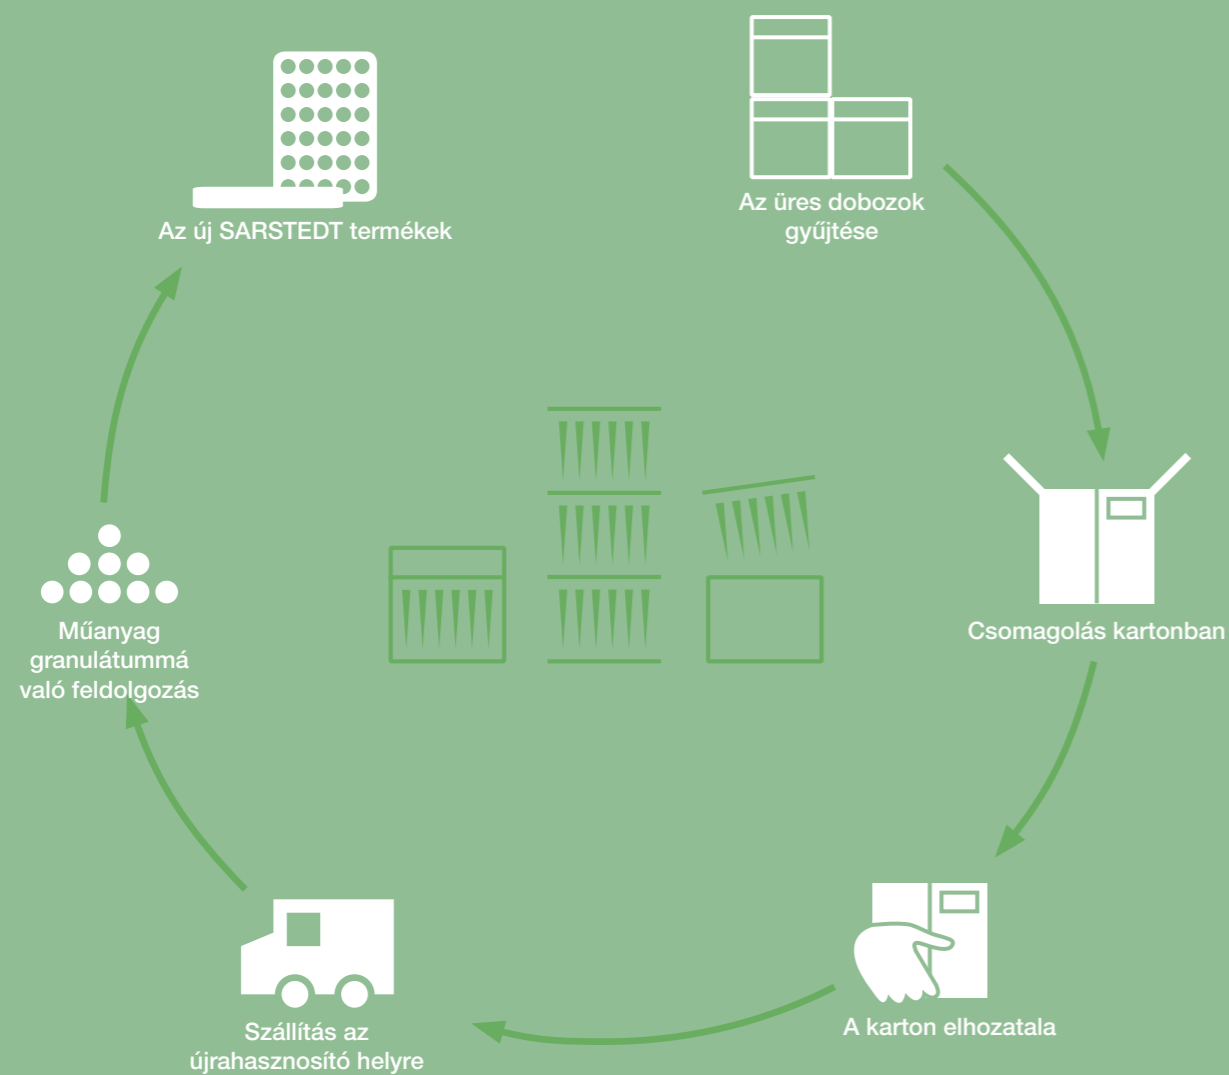 Az új SARSTEDT termékek
Az üres dobozok
gyűjtése
Csomagolás kartonban
A karton elhozatala
Szállítás az
újrahasznosító helyre
Műanyag
granulátummá
való feldolgozás